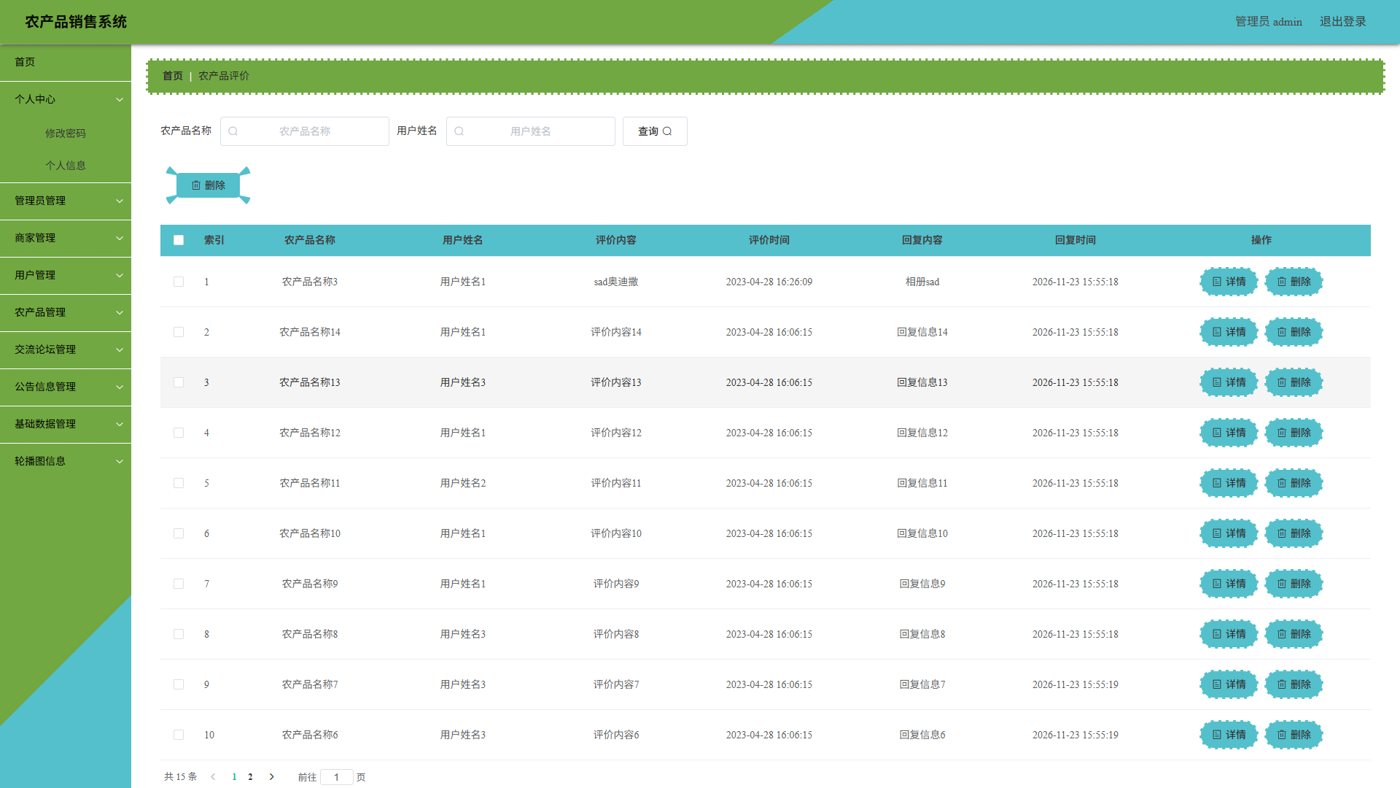 农产品销售系统 管理员 admin 退出登录
首页
个人中心
修改密码
个人信息
管理员管理
商家管理
用户管理
农产品管理
交流论坛管理
公告信息管理
基础数据管理
轮播图信息
首页 | 农产品评价
农产品名称 农产品名称 用户姓名 用户姓名 查询
删除
索引 农产品名称 用户姓名 评价内容 评价时间 回复内容 回复时间 操作
1 农产品名称3 用户姓名1 sad奥迪撒 2023-04-28 16:26:09 相册sad 2026-11-23 15:55:18 详情 删除
2 农产品名称14 用户姓名1 评价内容14 2023-04-28 16:06:15 回复信息14 2026-11-23 15:55:18 详情 删除
3 农产品名称13 用户姓名3 评价内容13 2023-04-28 16:06:15 回复信息13 2026-11-23 15:55:18 详情 删除
4 农产品名称12 用户姓名1 评价内容12 2023-04-28 16:06:15 回复信息12 2026-11-23 15:55:18 详情 删除
5 农产品名称11 用户姓名2 评价内容11 2023-04-28 16:06:15 回复信息11 2026-11-23 15:55:18 详情 删除
6 农产品名称10 用户姓名1 评价内容10 2023-04-28 16:06:15 回复信息10 2026-11-23 15:55:18 详情 删除
7 农产品名称9 用户姓名1 评价内容9 2023-04-28 16:06:15 回复信息9 2026-11-23 15:55:18 详情 删除
8 农产品名称8 用户姓名3 评价内容8 2023-04-28 16:06:15 回复信息8 2026-11-23 15:55:18 详情 删除
9 农产品名称7 用户姓名3 评价内容7 2023-04-28 16:06:15 回复信息7 2026-11-23 15:55:19 详情 删除
10 农产品名称6 用户姓名3 评价内容6 2023-04-28 16:06:15 回复信息6 2026-11-23 15:55:19 详情 删除
共 15 条 1 2 前往 1 页